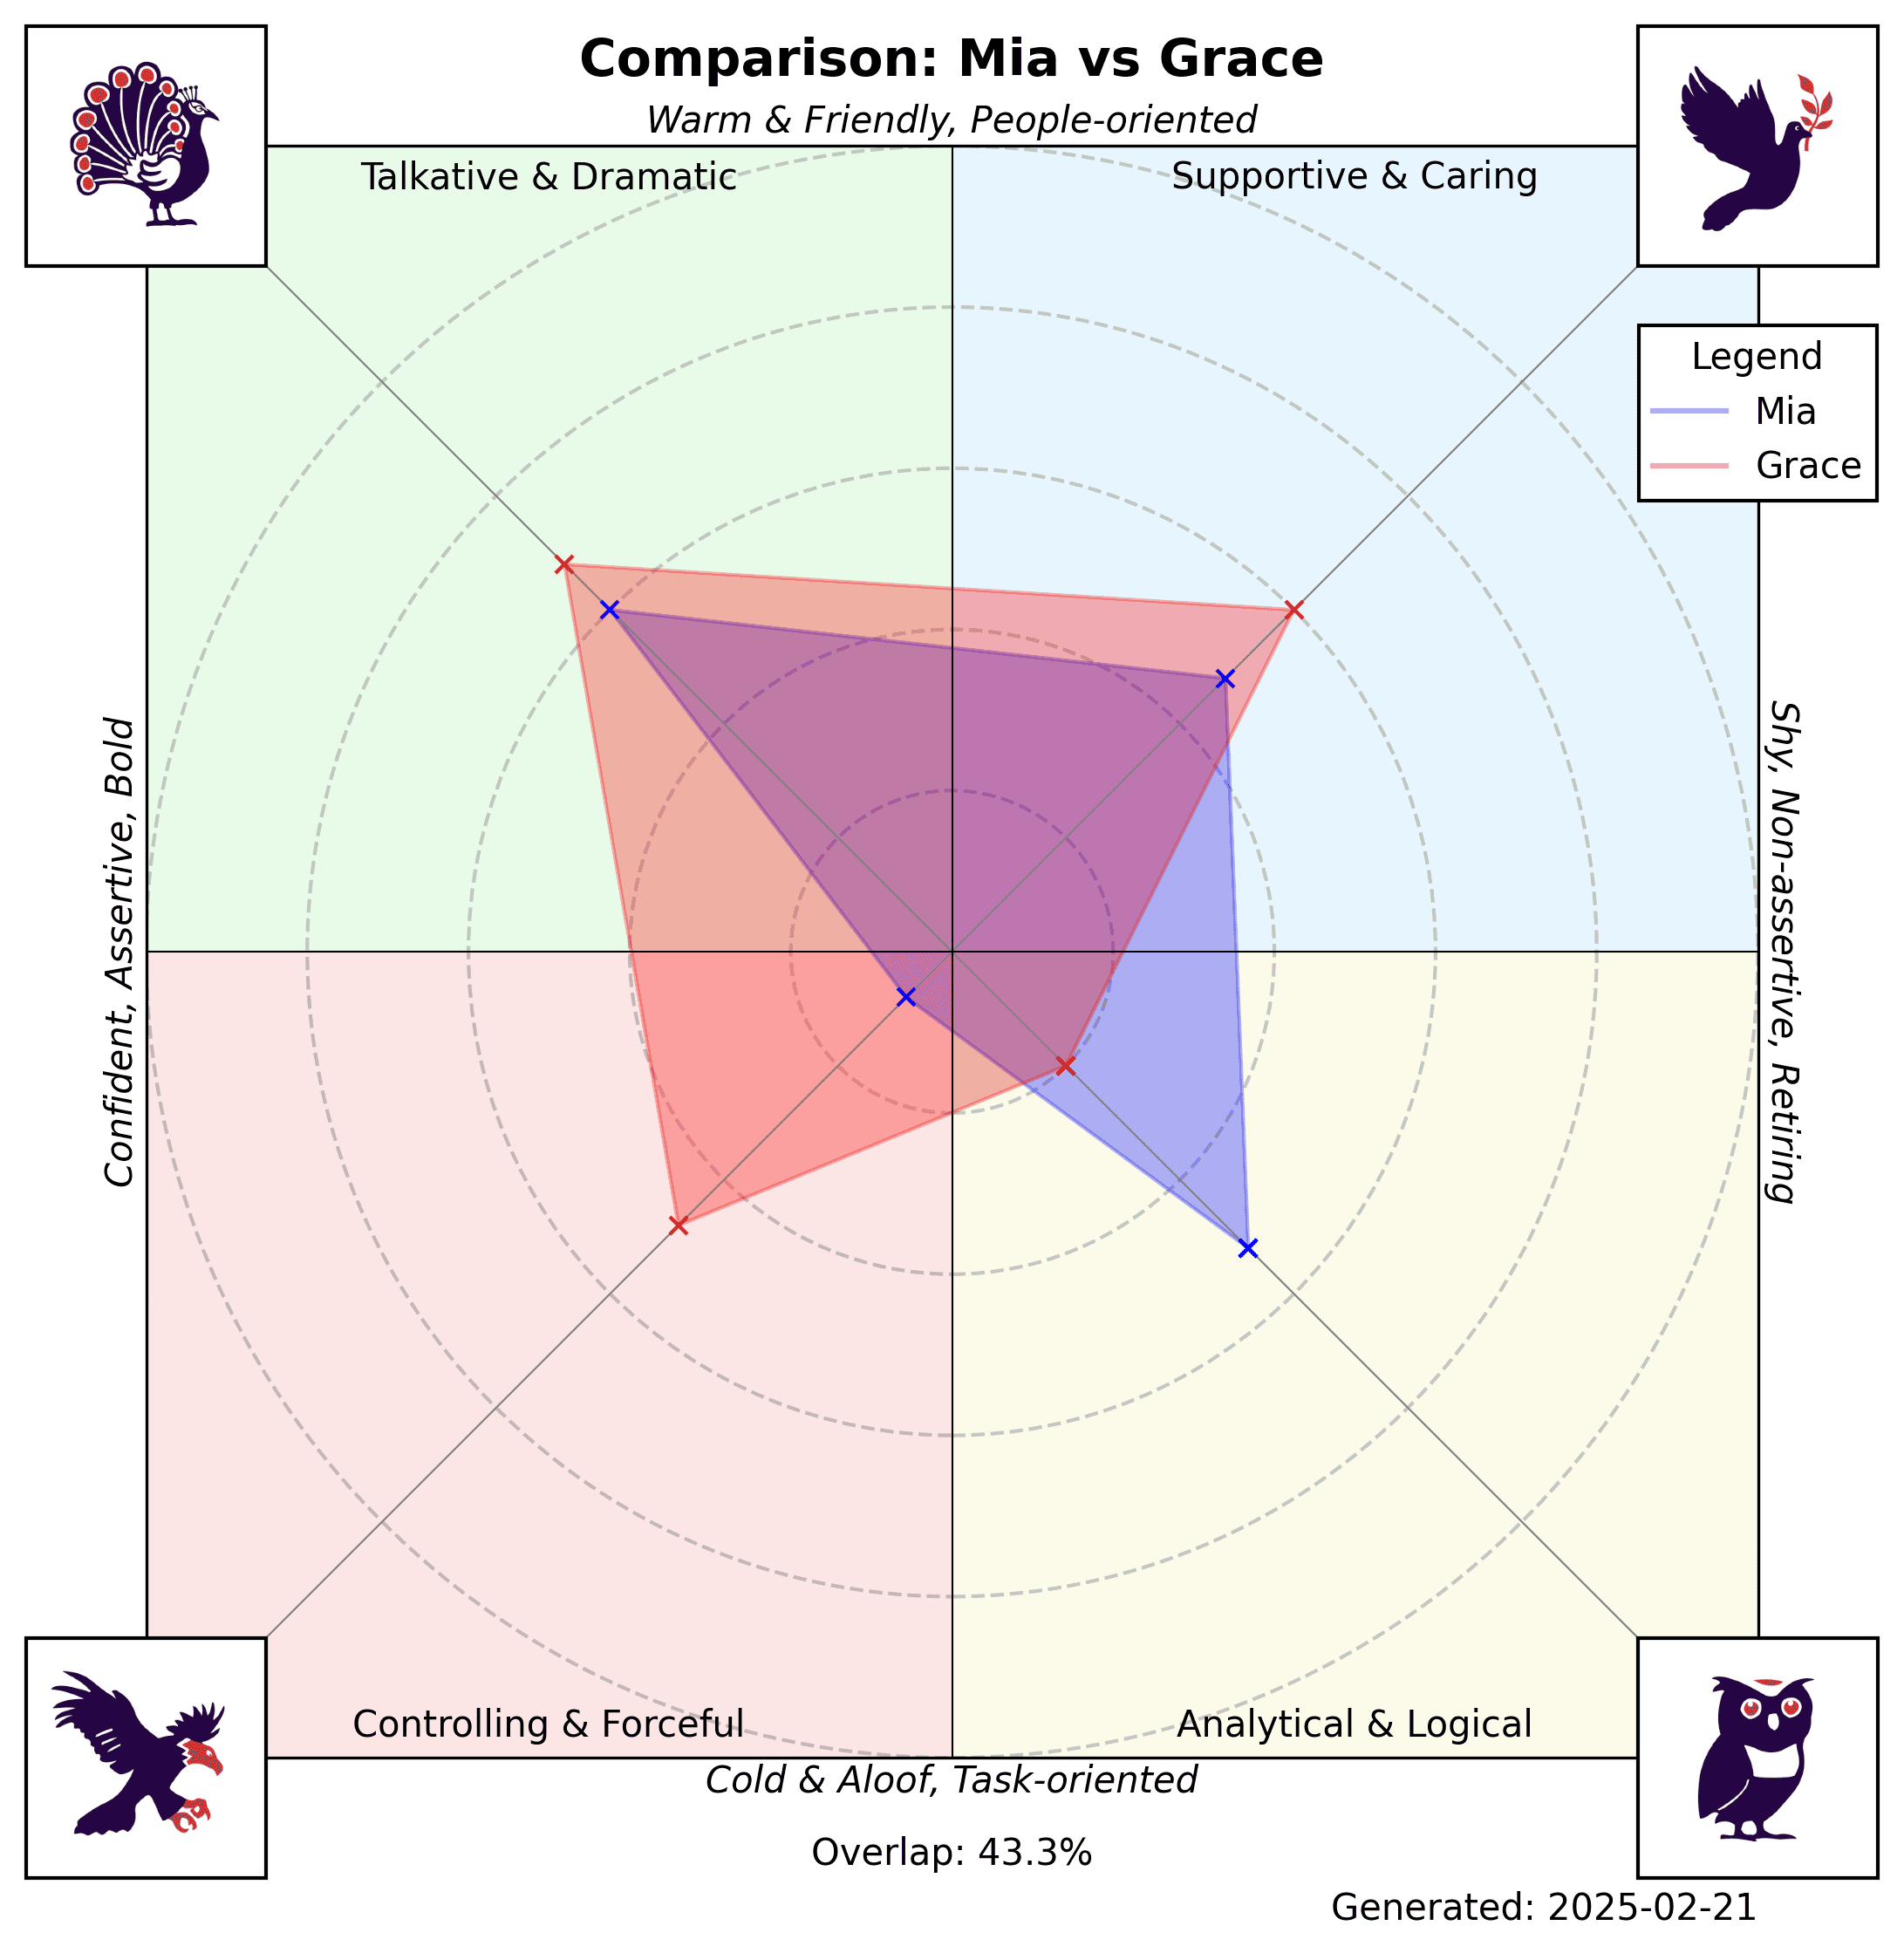 Comparison: Mia vs Grace
Warm & Friendly, People-oriented
Talkative & Dramatic
Supportive & Caring
Legend
Mia
Grace
Confident, Assertive, Bold
Shy, Non-assertive, Retiring
Controlling & Forceful
Analytical & Logical
Cold & Aloof, Task-oriented
Overlap: 43.3%
Generated: 2025-02-21